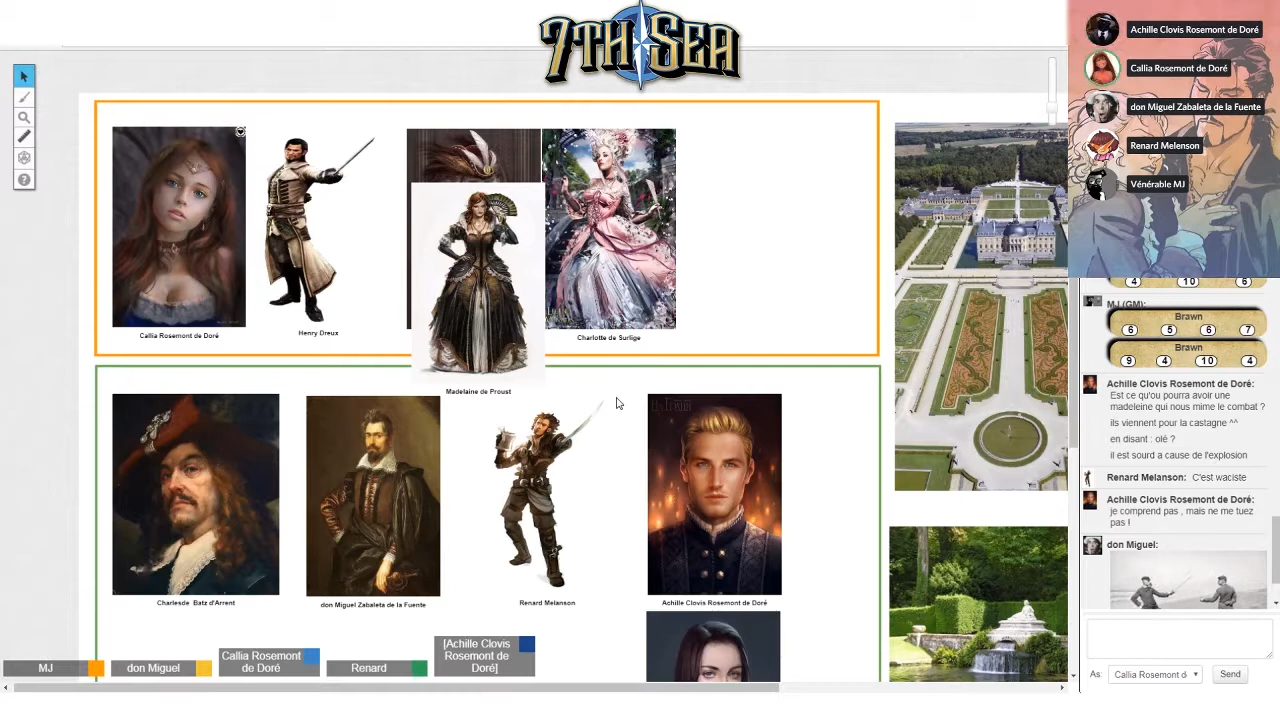 7TH SEA
Callia Rosemont de Doré
Henry Dreux
Charlotte de Surlige
Madelaine de Proust
Charlesde Batz d'Arrent
don Miguel Zabaleta de la Fuente
Renard Melanson
Achille Clovis Rosemont de Doré
MJ
don Miguel
Callia Rosemont
de Doré
Renard
[Achille Clovis
Rosemont de
Doré]
Achille Clovis Rosemont de Doré
Callia Rosemont de Doré
don Miguel Zabaleta de la Fuente
Renard Melenson
Vénérable MJ
4 10 6
MJ (GM):
Brawn
6 5 6 7
Brawn
9 4 10 4
Achille Clovis Rosemont de Doré:
Est ce qu'ou pourra avoir une
madeleine qui nous mime le combat ?
ils viennent pour la castagne ^^
en disant : olé ?
il est sourd a cause de l'explosion
Renard Melanson: C'est waciste
Achille Clovis Rosemont de Doré:
je comprend pas , mais ne me tuez
pas !
don Miguel:
As: Callia Rosemont d Send